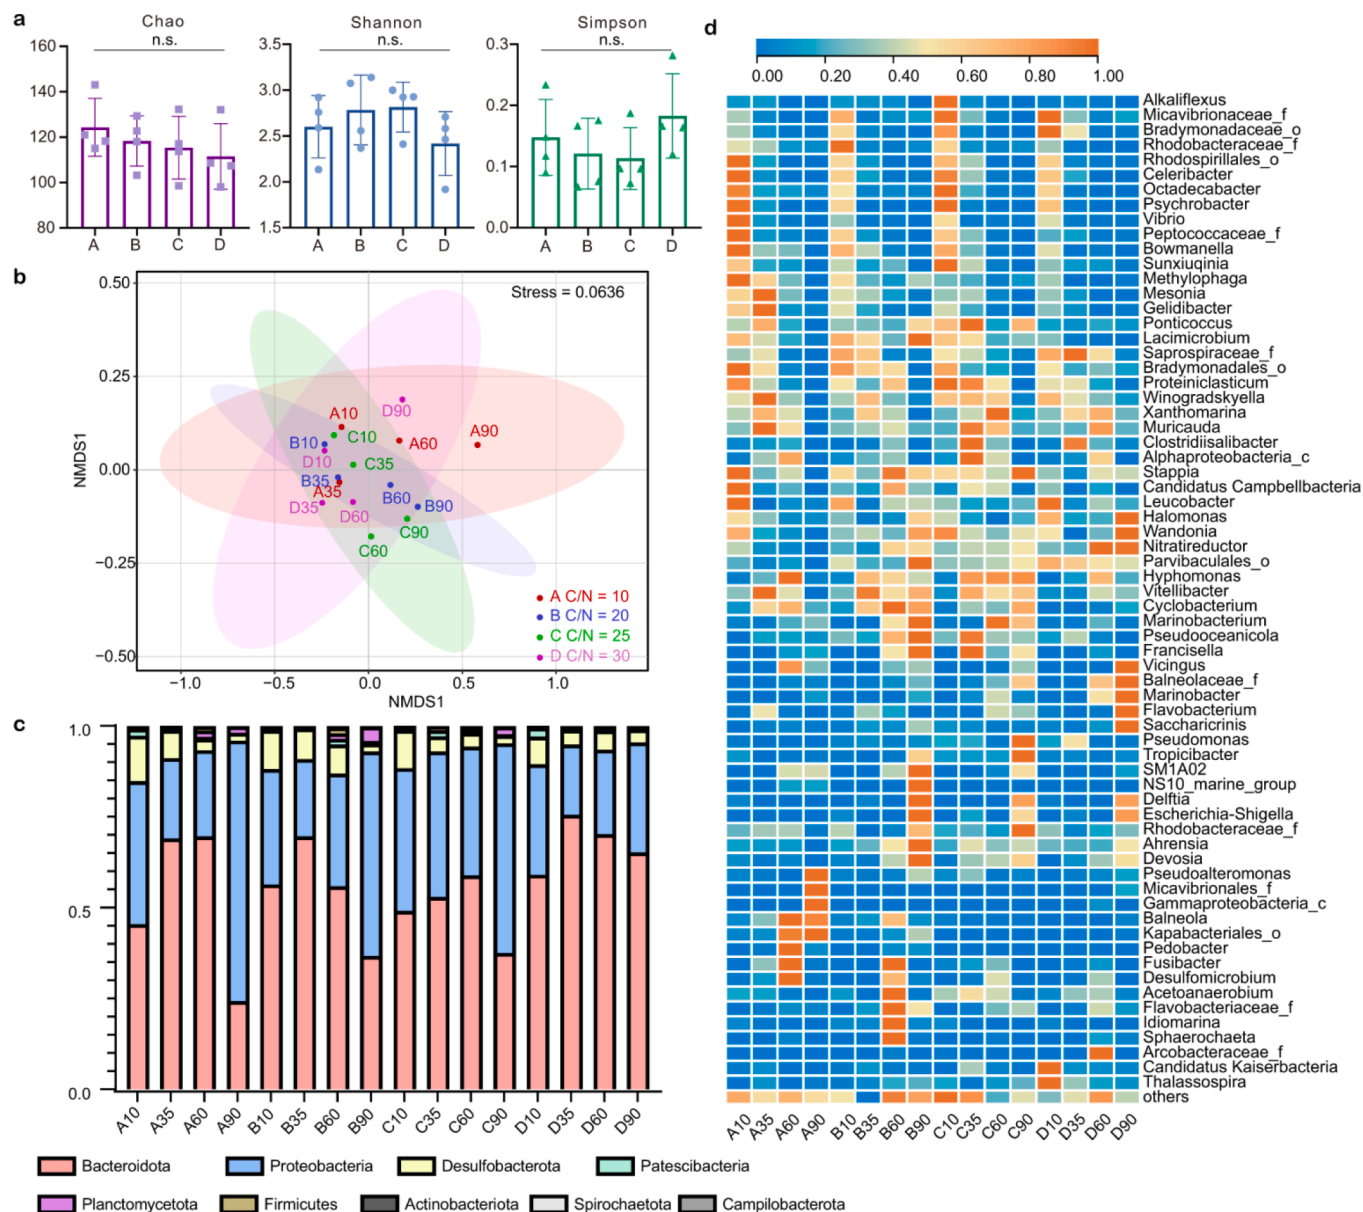 a
Chao
n.s.
160
140
120
100
80
A B C D
Shannon
n.s.
3.5
3.0
2.5
2.0
1.5
A B C D
Simpson
n.s.
0.3
0.2
0.1
0.0
A B C D
b
Stress = 0.0636
0.50
0.25
0.00
−0.25
−0.50
NMDS1
D90
A10
C10
A60
A90
B10
D10
C35
B35
A35
B60
B90
D35
D60
C90
C60
A C/N = 10
B C/N = 20
C C/N = 25
D C/N = 30
−1.0 −0.5 0.0 0.5 1.0
NMDS1
c
1.0
0.5
0.0
A10 A35 A60 A90 B10 B35 B60 B90 C10 C35 C60 C90 D10 D35 D60 D90
Bacteroidota Proteobacteria Desulfobacterota Patescibacteria
Planctomycetota Firmicutes Actinobacteriota Spirochaetota Campilobacterota
d
0.00 0.20 0.40 0.60 0.80 1.00
Alkaliflexus
Micavibrionaceae_f
Bradymonadaceae_o
Rhodobacteraceae_f
Rhodospirillales_o
Celeribacter
Octadecabacter
Psychrobacter
Vibrio
Peptococcaceae_f
Bowmanella
Sunxiuqinia
Methylophaga
Mesonia
Gelidibacter
Ponticoccus
Lacimicrobium
Saprospiraceae_f
Bradymonadales_o
Proteiniclasticum
Winogradskyella
Xanthomarina
Muricauda
Clostridiisalibacter
Alphaproteobacteria_c
Stappia
Candidatus Campbellbacteria
Leucobacter
Halomonas
Wandonia
Nitratireductor
Parvibaculales_o
Hyphomonas
Vitellibacter
Cyclobacterium
Marinobacterium
Pseudooceanicola
Francisella
Vicingus
Balneolaceae_f
Marinobacter
Flavobacterium
Saccharicrinis
Pseudomonas
Tropicibacter
SM1A02
NS10_marine_group
Delftia
Escherichia-Shigella
Rhodobacteraceae_f
Ahrensia
Devosia
Pseudoalteromonas
Micavibrionales_f
Gammaproteobacteria_c
Balneola
Kapabacteriales_o
Pedobacter
Fusibacter
Desulfomicrobium
Acetoanaerobium
Flavobacteriaceae_f
Idiomarina
Sphaerochaeta
Arcobacteraceae_f
Candidatus Kaiserbacteria
Thalassospira
others
A10 A35 A60 A90 B10 B35 B60 B90 C10 C35 C60 C90 D10 D35 D60 D90